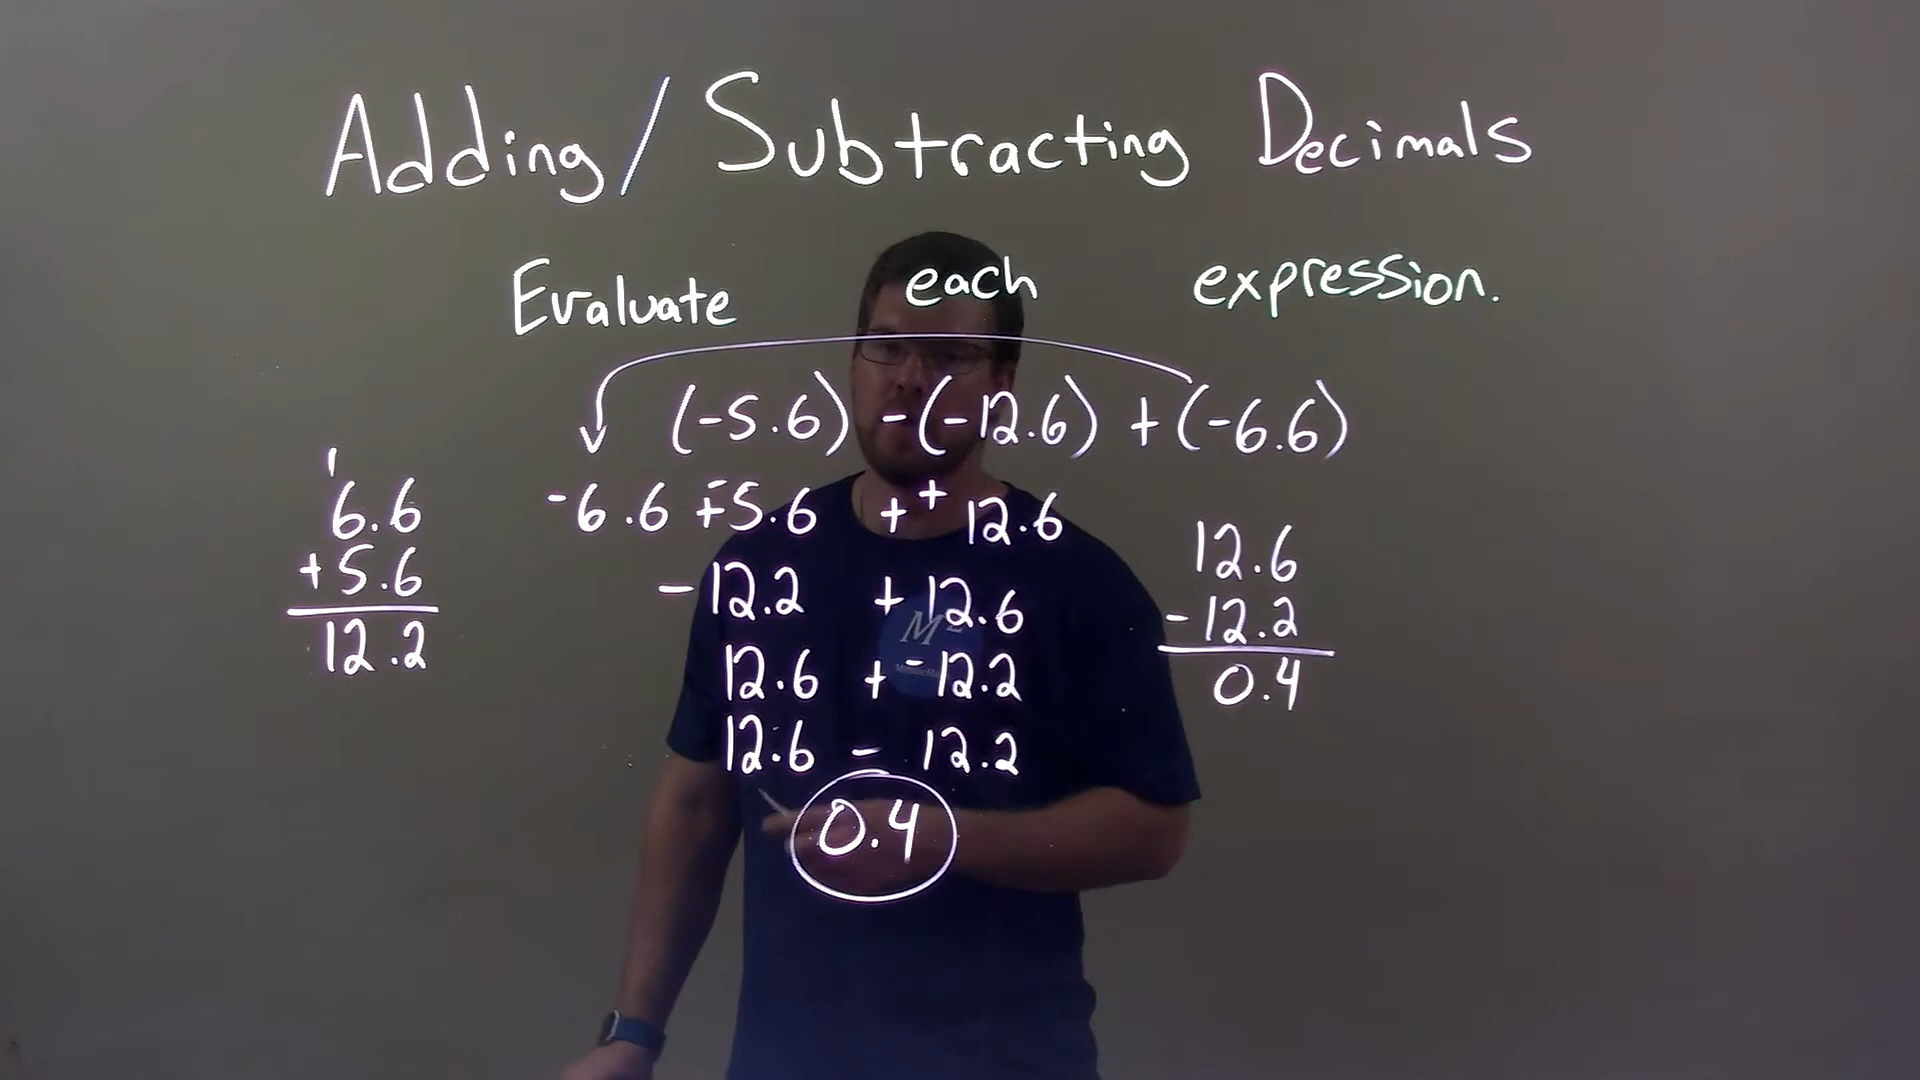 Adding/Subtracting Decimals
Evaluate each expression.
(-5.6) -(-12.6) +(-6.6)
-6.6 + -5.6 + + 12.6
-12.2 + 12.6
12.6 + -12.2
12.6 - 12.2
0.4
1
6.6
+5.6
12.2
12.6
-12.2
0.4
M²